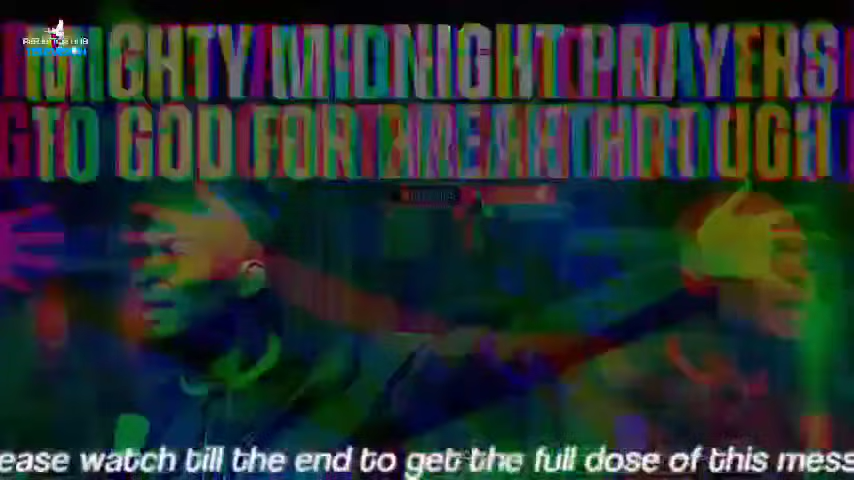 MIGHTY MIDNIGHT PRAYERS
TO GOD FOR BREAKTHROUGH
ease watch till the end to get the full dose of this mess